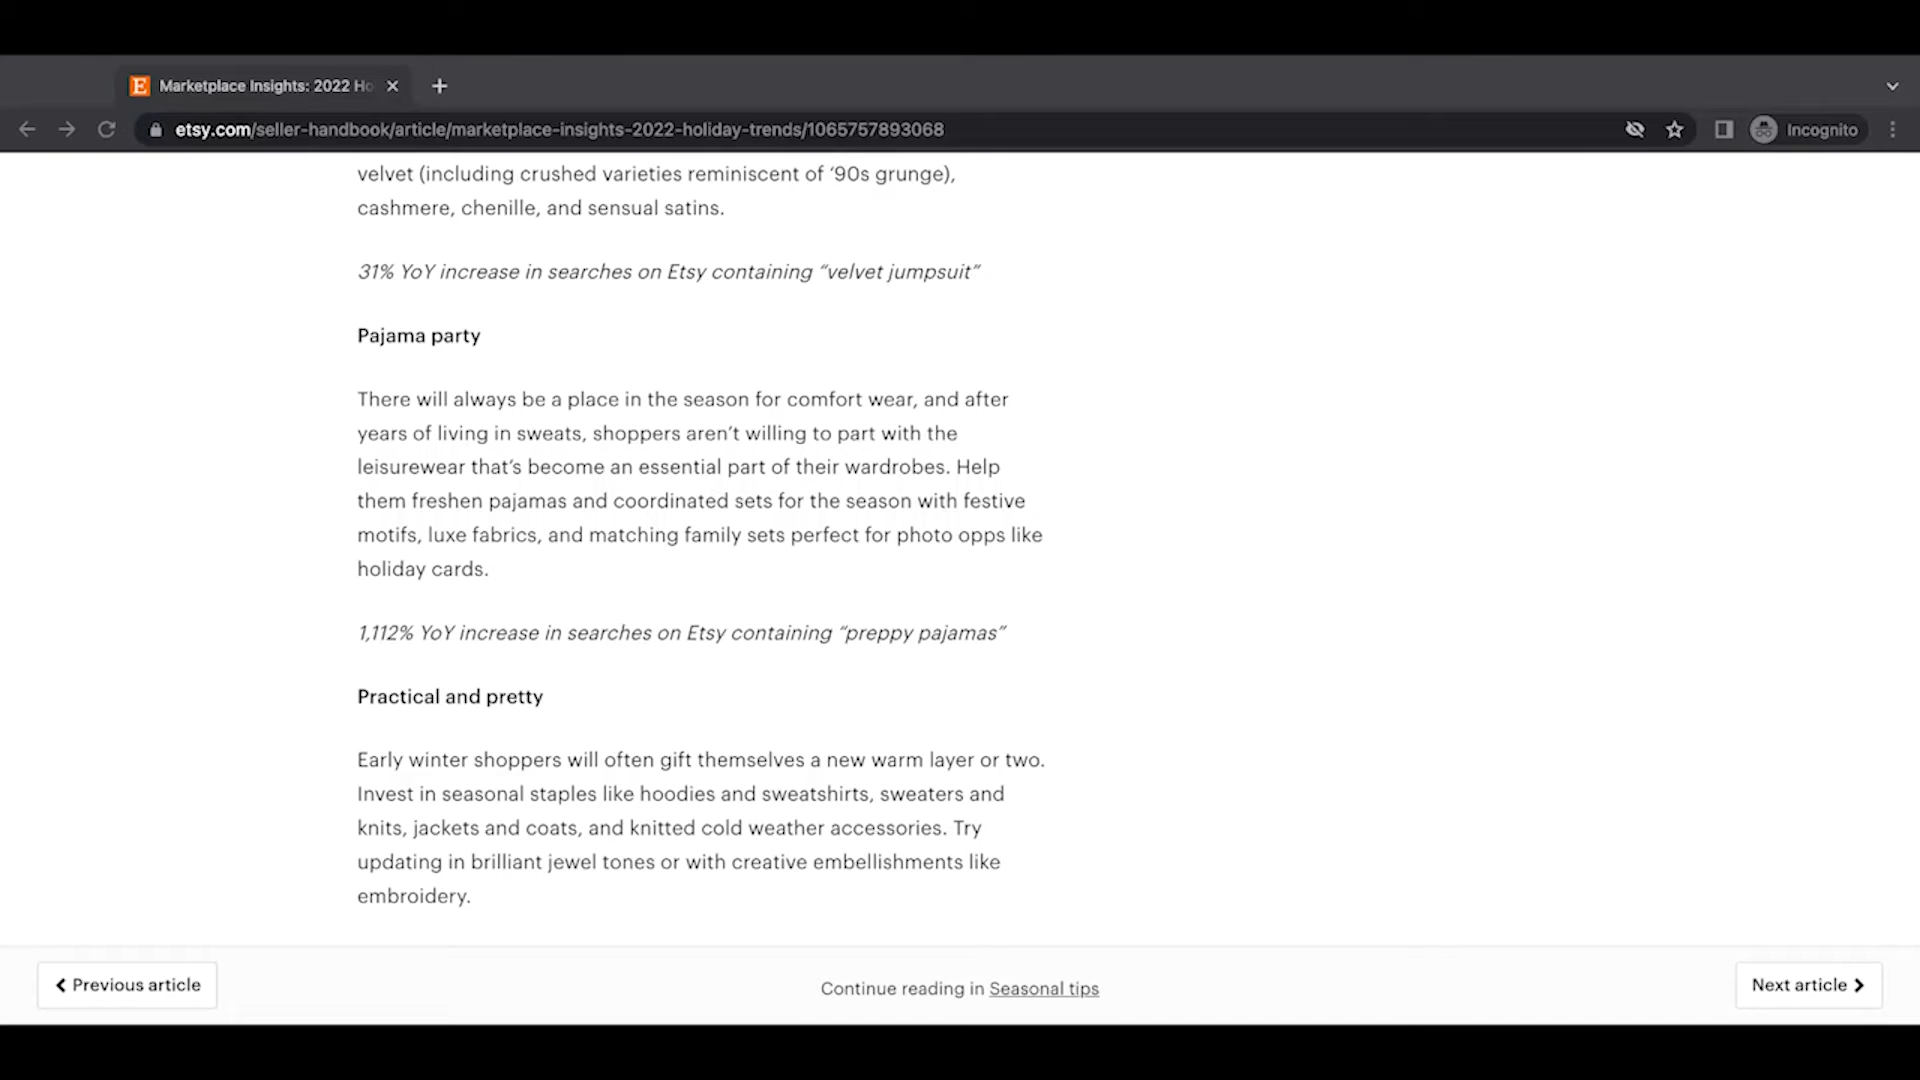 E Marketplace Insights: 2022 Ho
etsy.com/seller-handbook/article/marketplace-insights-2022-holiday-trends/1065757893068
Incognito
velvet (including crushed varieties reminiscent of ‘90s grunge),
cashmere, chenille, and sensual satins.
31% YoY increase in searches on Etsy containing “velvet jumpsuit”
Pajama party
There will always be a place in the season for comfort wear, and after
years of living in sweats, shoppers aren’t willing to part with the
leisurewear that’s become an essential part of their wardrobes. Help
them freshen pajamas and coordinated sets for the season with festive
motifs, luxe fabrics, and matching family sets perfect for photo opps like
holiday cards.
1,112% YoY increase in searches on Etsy containing “preppy pajamas”
Practical and pretty
Early winter shoppers will often gift themselves a new warm layer or two.
Invest in seasonal staples like hoodies and sweatshirts, sweaters and
knits, jackets and coats, and knitted cold weather accessories. Try
updating in brilliant jewel tones or with creative embellishments like
embroidery.
Previous article
Continue reading in Seasonal tips
Next article